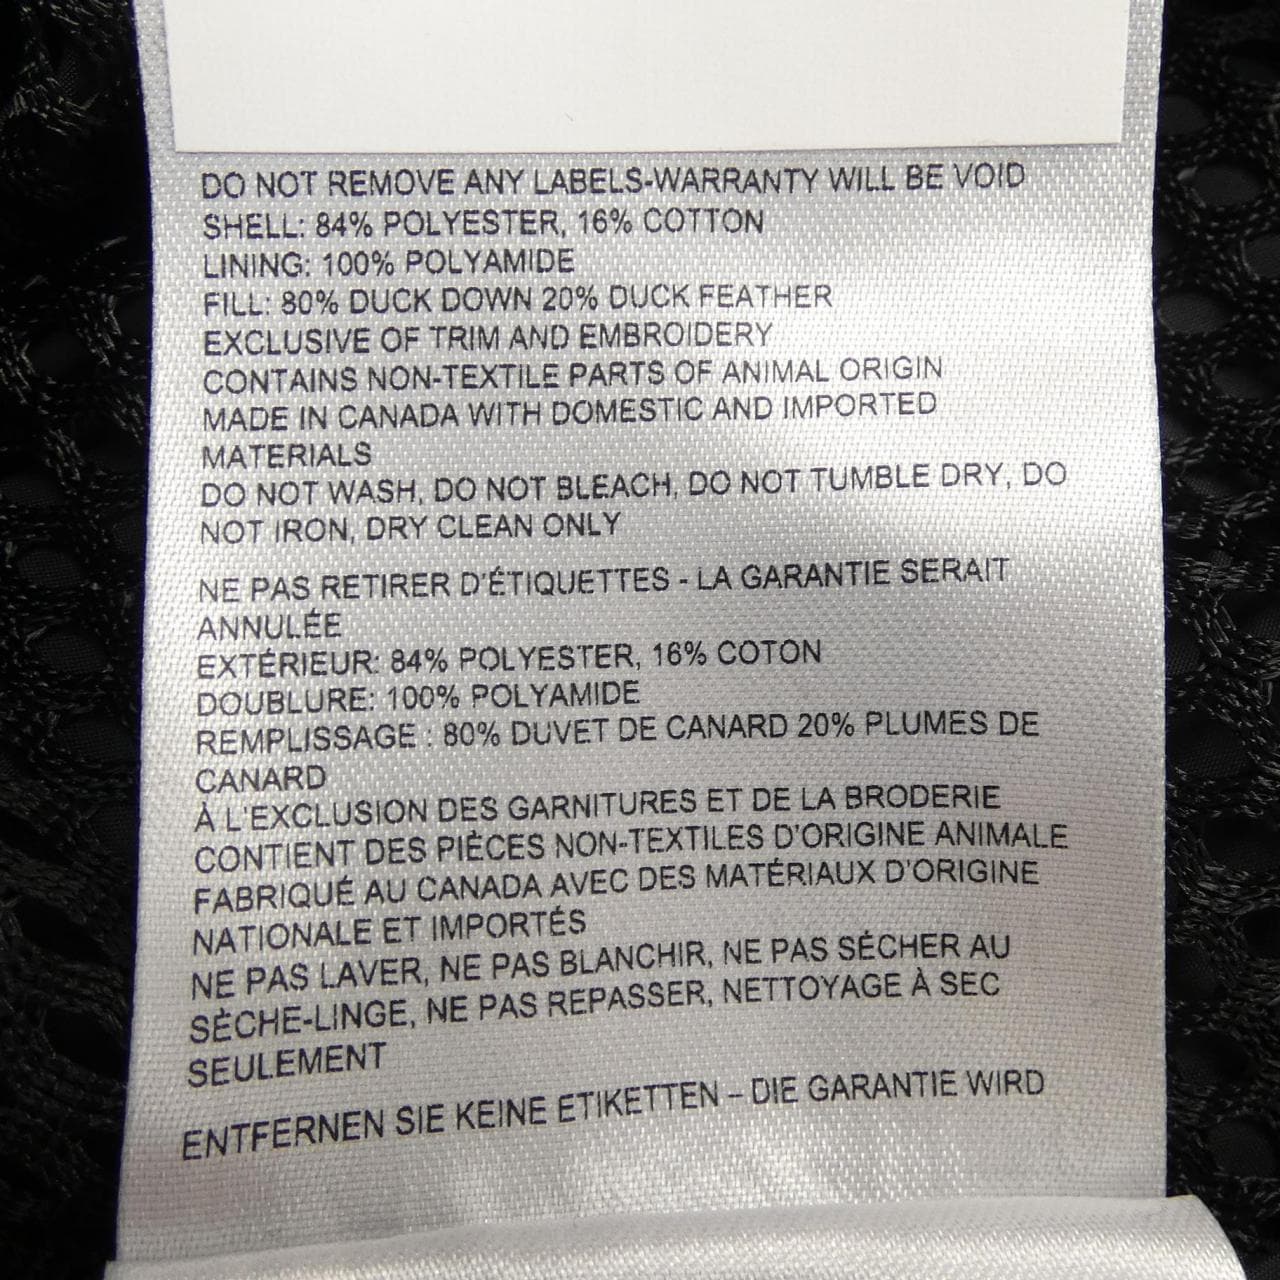 DO NOT REMOVE ANY LABELS-WARRANTY WILL BE VOID
SHELL: 84% POLYESTER, 16% COTTON
LINING: 100% POLYAMIDE
FILL: 80% DUCK DOWN 20% DUCK FEATHER
EXCLUSIVE OF TRIM AND EMBROIDERY
CONTAINS NON-TEXTILE PARTS OF ANIMAL ORIGIN
MADE IN CANADA WITH DOMESTIC AND IMPORTED
MATERIALS
DO NOT WASH, DO NOT BLEACH, DO NOT TUMBLE DRY, DO
NOT IRON, DRY CLEAN ONLY
NE PAS RETIRER D'ÉTIQUETTES - LA GARANTIE SERAIT
ANNULÉE
EXTÉRIEUR: 84% POLYESTER, 16% COTON
DOUBLURE: 100% POLYAMIDE
REMPLISSAGE : 80% DUVET DE CANARD 20% PLUMES DE
CANARD
À L'EXCLUSION DES GARNITURES ET DE LA BRODERIE
CONTIENT DES PIÈCES NON-TEXTILES D'ORIGINE ANIMALE
FABRIQUÉ AU CANADA AVEC DES MATÉRIAUX D'ORIGINE
NATIONALE ET IMPORTÉS
NE PAS LAVER, NE PAS BLANCHIR, NE PAS SÉCHER AU
SÈCHE-LINGE, NE PAS REPASSER, NETTOYAGE À SEC
SEULEMENT
ENTFERNEN SIE KEINE ETIKETTEN – DIE GARANTIE WIRD